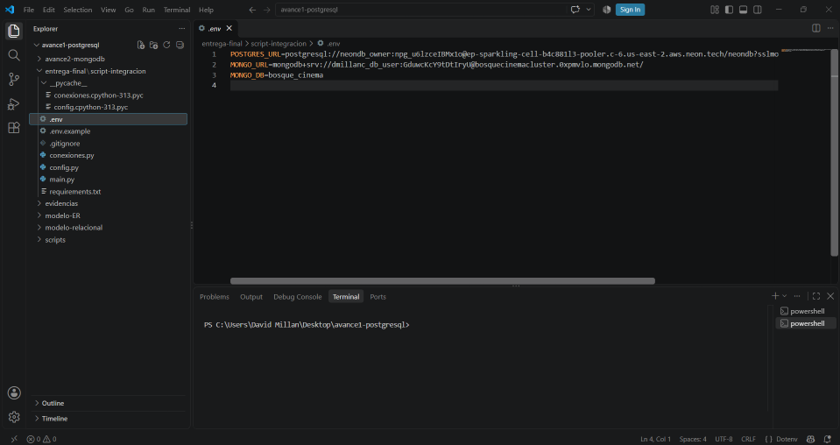 File Edit View Go Run Terminal Help
avance1-postgresql
Sign In
Explorer
avance1-postgresql
avance2-mongodb
entrega-final\script-integracion
__pycache__
conexiones.cpython-313.pyc
config.cpython-313.pyc
.env
.env.example
.gitignore
conexiones.py
config.py
main.py
requirements.txt
evidencias
modelo-ER
modelo-relacional
scripts
Outline
Timeline
.env
entrega-final > script-integracion > .env
1 POSTGRES_URL=postgresql://neondb_owner:npg_u6lzceIBMx1o@ep-sparkling-cell-b4c881l3-pooler.c-6.us-east-2.aws.neon.tech/neondb?sslmo
2 MONGO_URL=mongodb+srv://dmillanc_db_user:GduwcKcY9tDtIryU@bosquecinemacluster.0xpmvlo.mongodb.net/
3 MONGO_DB=bosque_cinema
4
Problems Output Debug Console Terminal Ports
PS C:\Users\David Millan\Desktop\avance1-postgresql>
powershell
powershell
0 0
Ln 4, Col 1 Spaces: 4 UTF-8 CRLF {} Dotenv